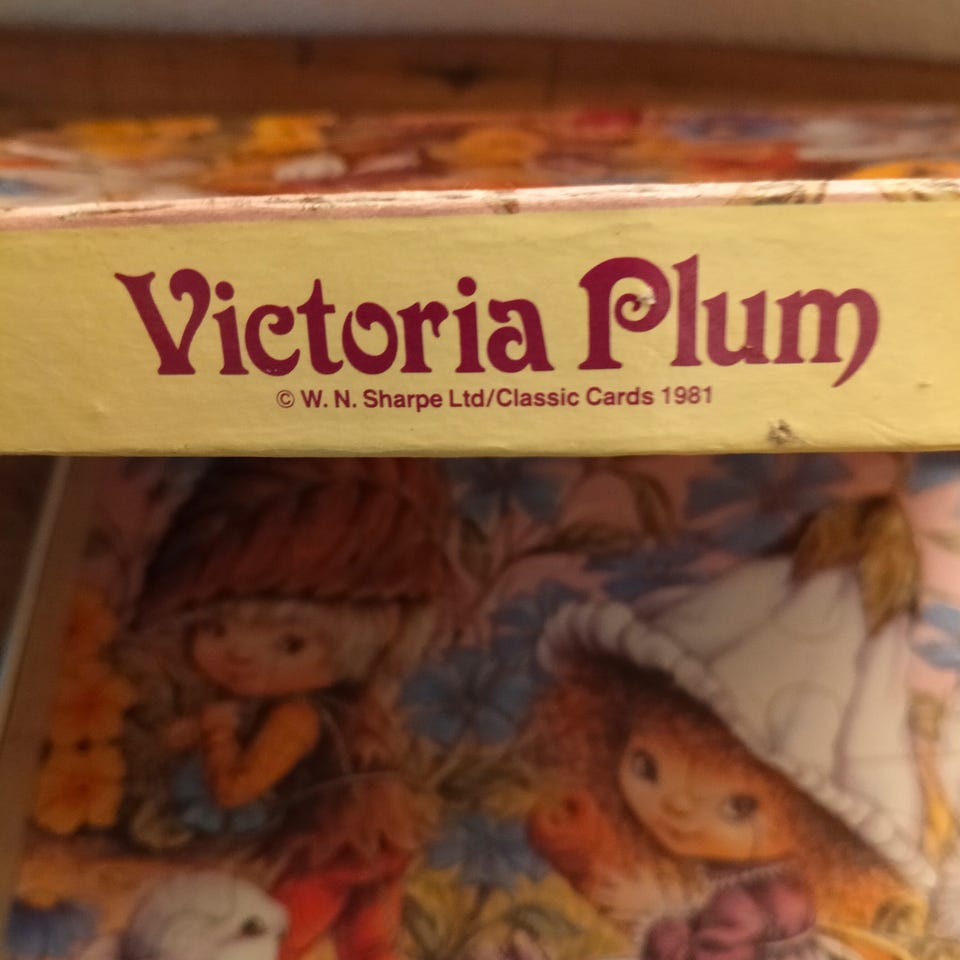 Victoria Plum
© W. N. Sharpe Ltd/Classic Cards 1981